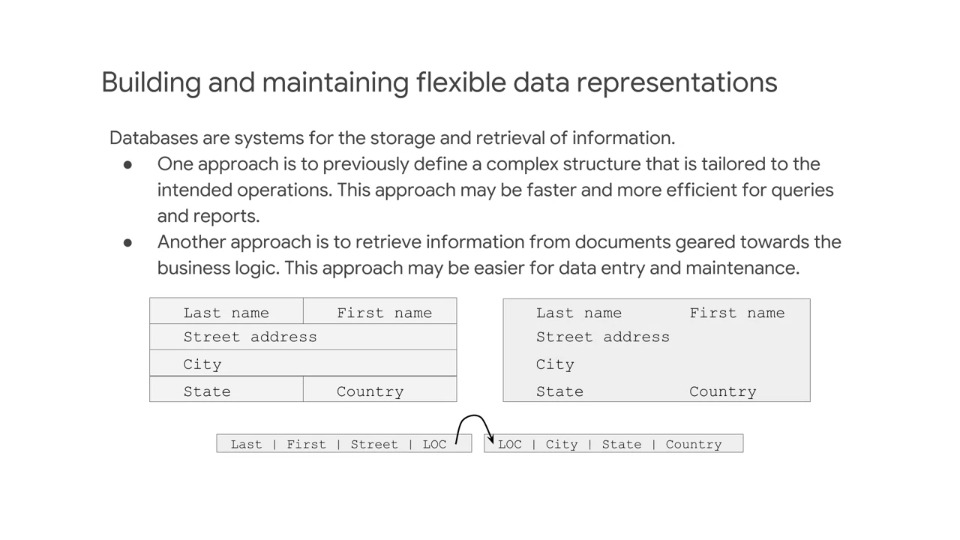 Building and maintaining flexible data representations
Databases are systems for the storage and retrieval of information.
● One approach is to previously define a complex structure that is tailored to the
intended operations. This approach may be faster and more efficient for queries
and reports.
● Another approach is to retrieve information from documents geared towards the
business logic. This approach may be easier for data entry and maintenance.
Last name First name
Street address
City
State Country
Last name First name
Street address
City
State Country
Last | First | Street | LOC
LOC | City | State | Country